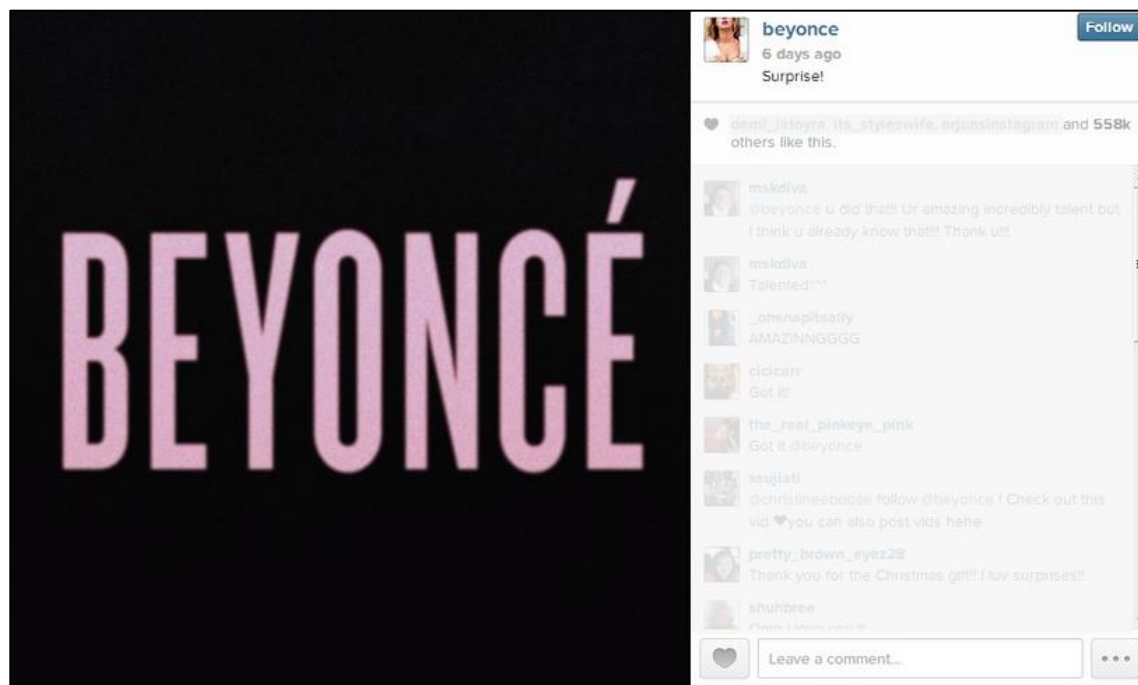 BEYONCÉ
beyonce
Follow
6 days ago
Surprise!
and 558k
others like this.
mskdiva
@beyonce u did that!! Ur amazing incredibly talent but
I think u already know that!!! Thank u!!!
mskdiva
Talented^^^
_ohsnapitsally
AMAZINNGGGG
cicicarr
Got it!
the_real_pinkeye_pink
Got it @beyonce
ssujiati
@christineebobae follow @beyonce ! Check out this
vid ♥you can also post vids hehe
pretty_brown_eyez28
Thank you for the Christmas gift!! I luv surprises!!
shuhbree
Leave a comment...